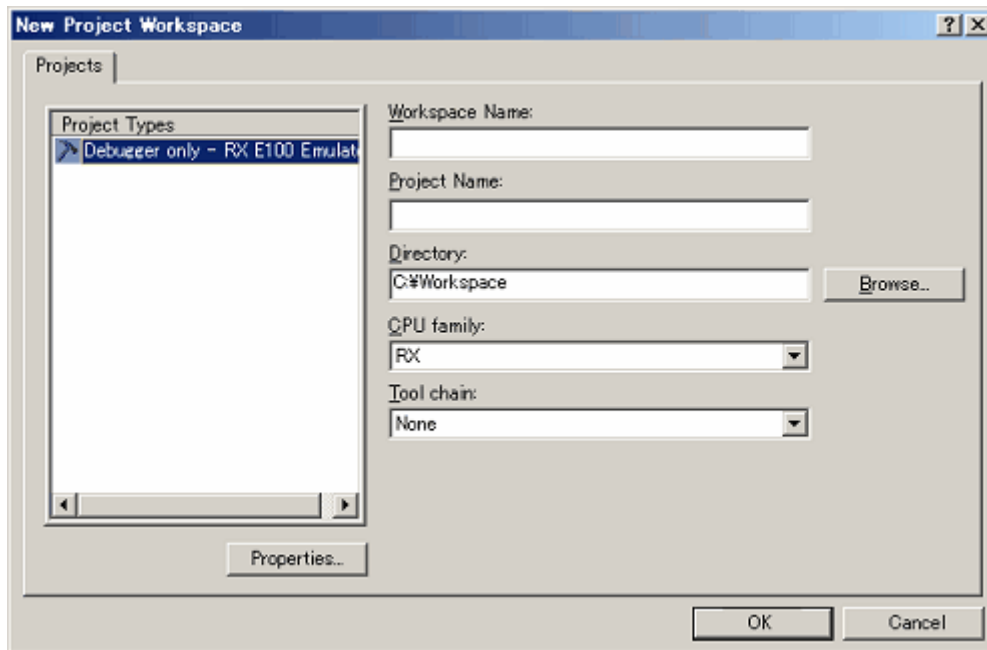 New Project Workspace
Projects
Project Types
Debugger only - RX E100 Emulat
Workspace Name:
Project Name:
Directory:
C:¥Workspace
Browse...
CPU family:
RX
Tool chain:
None
Properties...
OK
Cancel